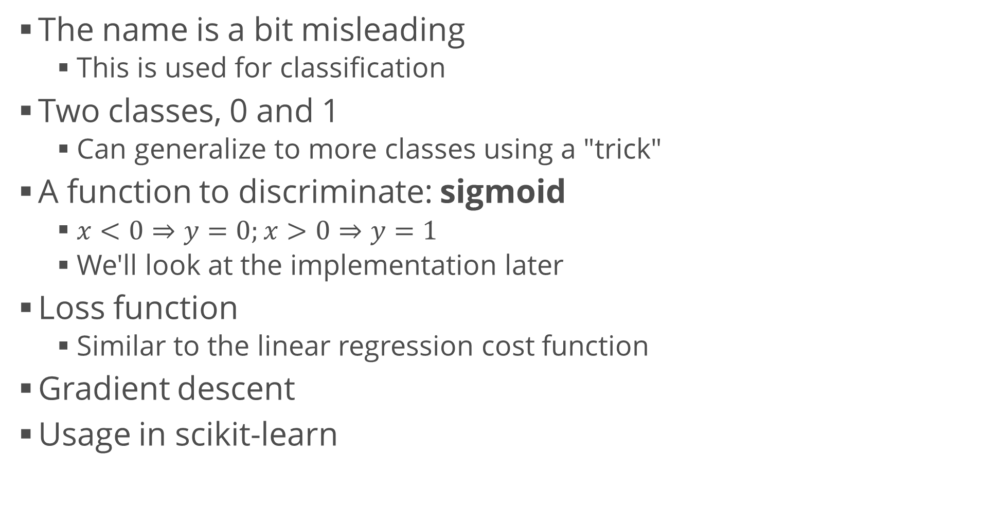 ▪ The name is a bit misleading
▪ This is used for classification
▪ Two classes, 0 and 1
▪ Can generalize to more classes using a "trick"
▪ A function to discriminate: sigmoid
▪ x < 0 ⇒ y = 0; x > 0 ⇒ y = 1
▪ We'll look at the implementation later
▪ Loss function
▪ Similar to the linear regression cost function
▪ Gradient descent
▪ Usage in scikit-learn